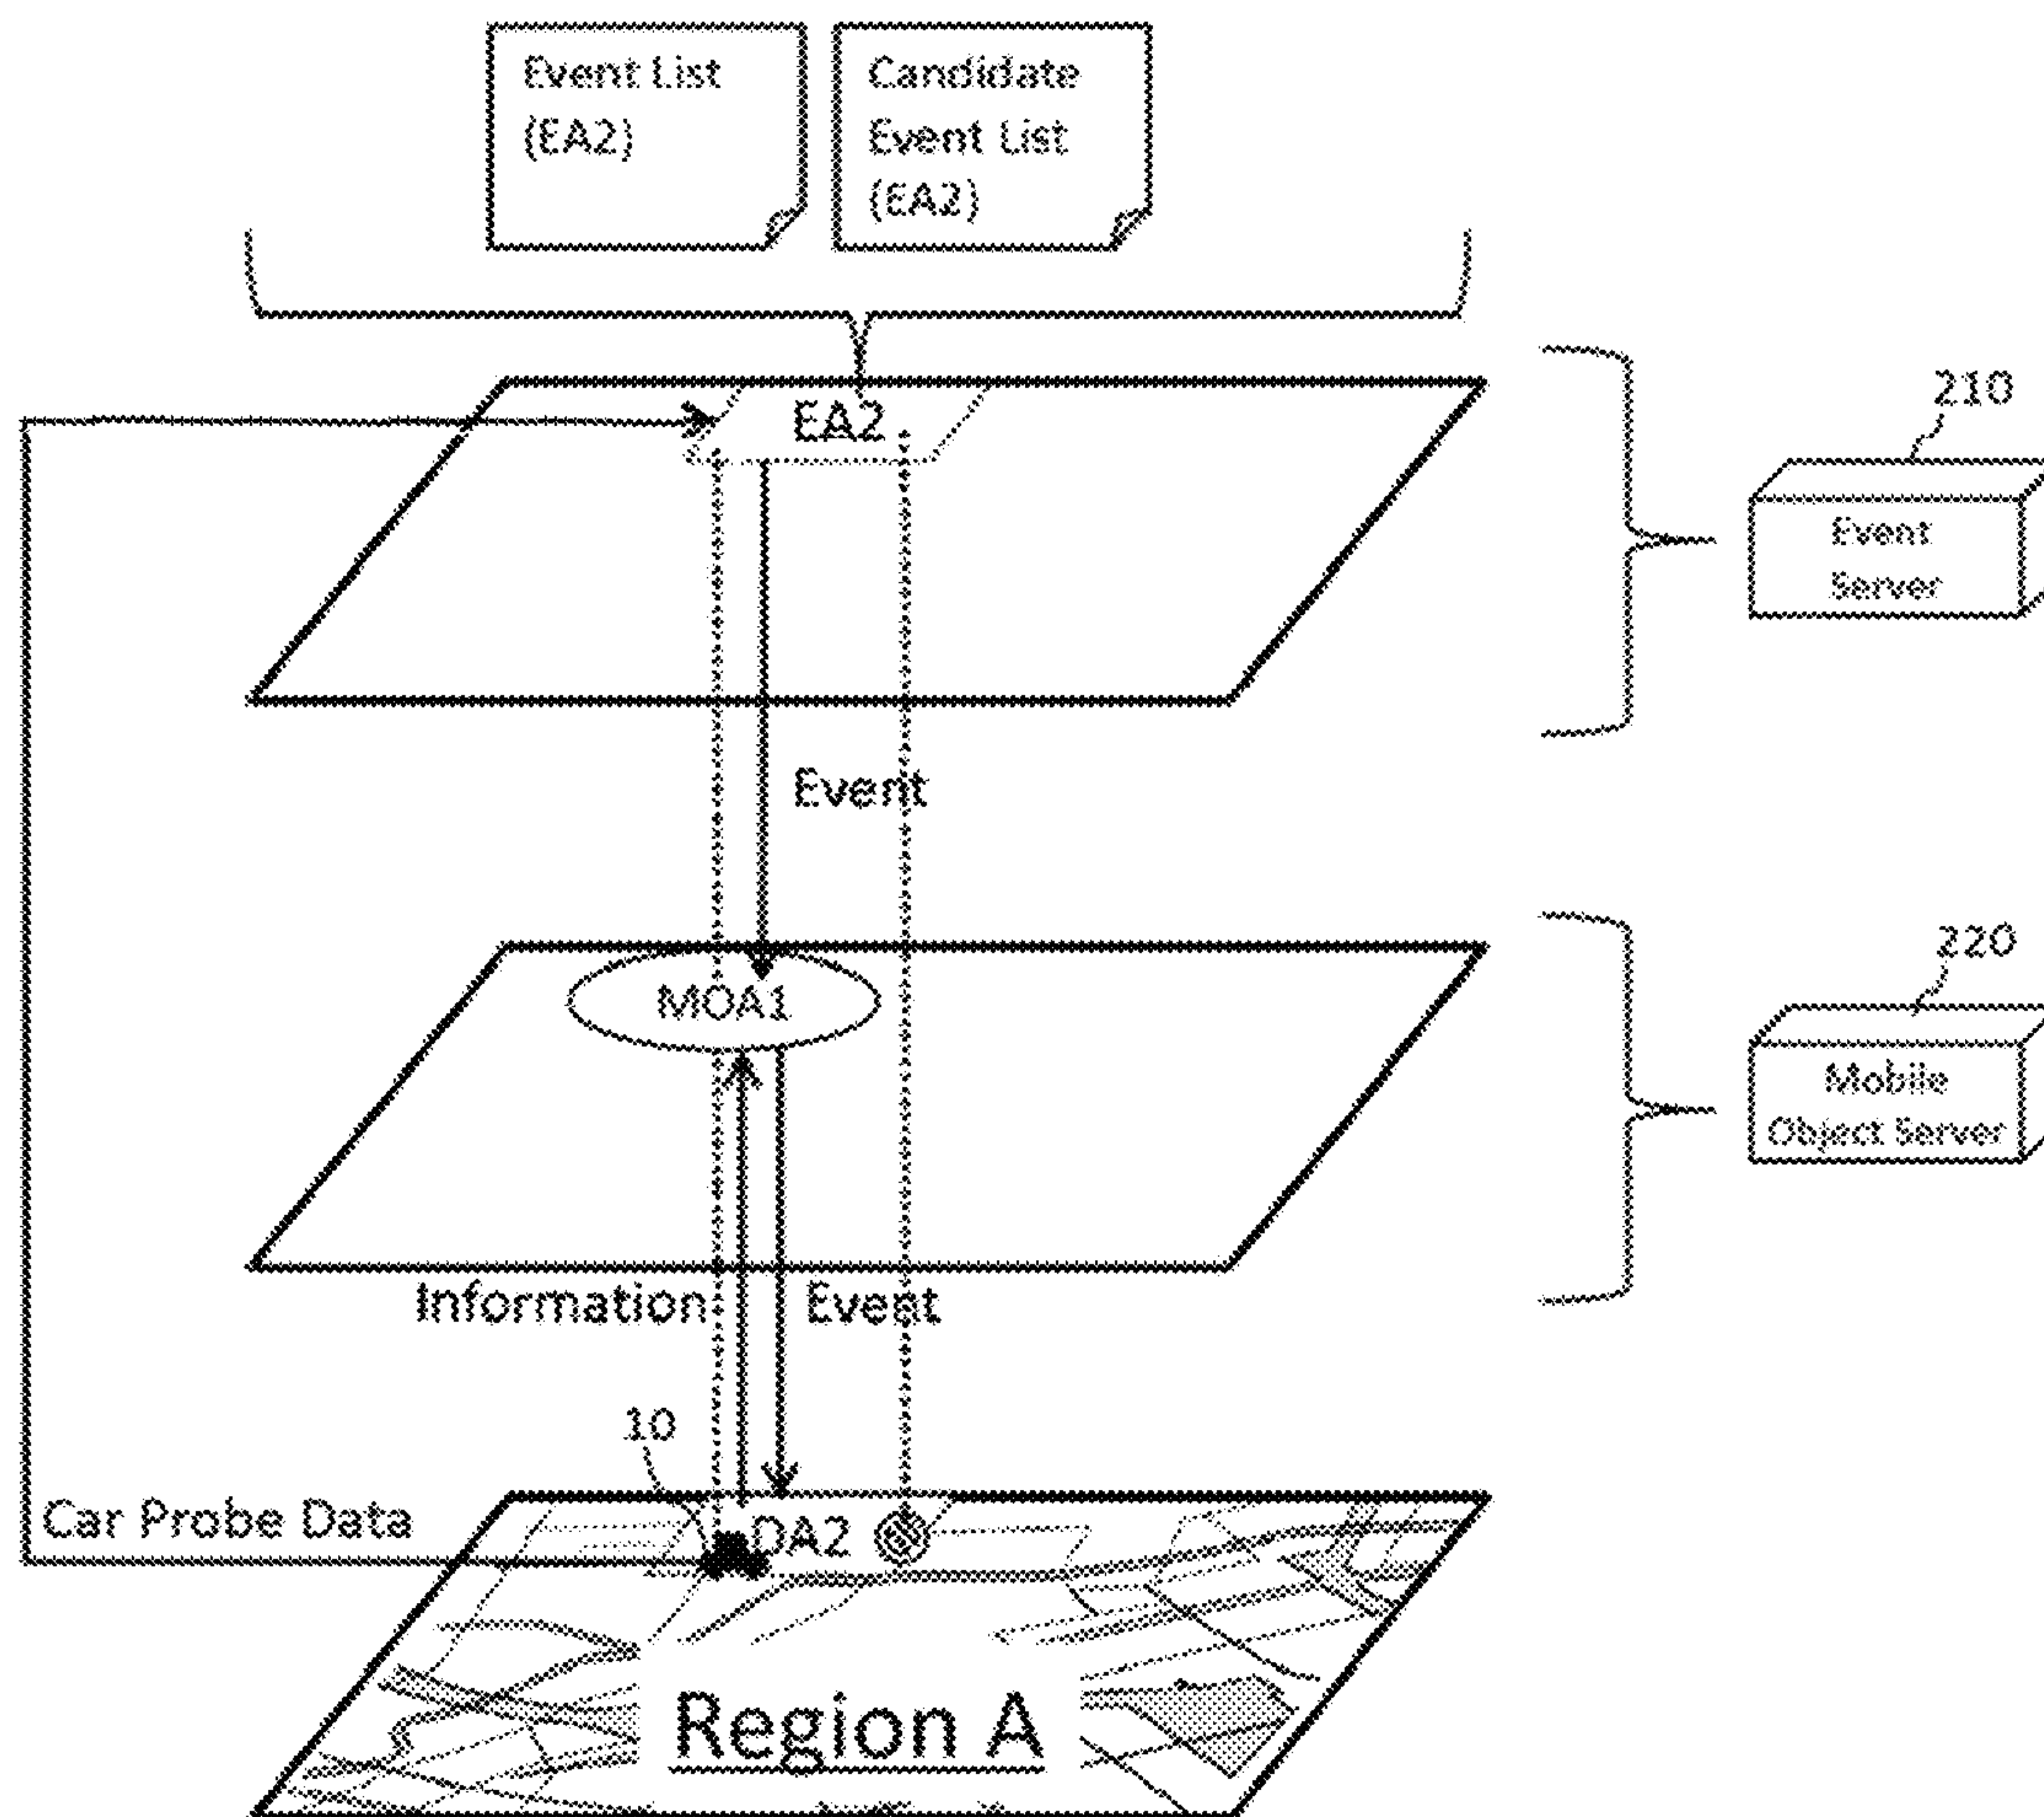 Event List
(EA2)
Candidate
Event List
(EA2)
EA2
210
Event
Server
Event
MOA1
220
Mobile
Object Server
Information
Event
10
Car Probe Data
DA2
Region A